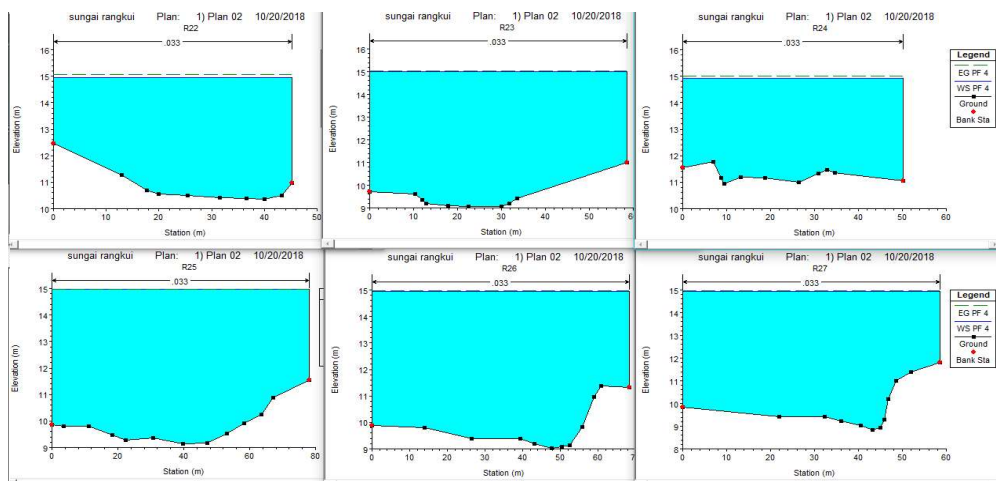 sungai rangkui Plan: 1) Plan 02 10/20/2018
R22
.033
16
15
14
13
12
11
10
Elevation (m)
0 10 20 30 40 50
Station (m)
sungai rangkui Plan: 1) Plan 02 10/20/2018
R23
.033
16
15
14
13
12
11
10
9
Elevation (m)
0 10 20 30 40 50 60
Station (m)
sungai rangkui Plan: 1) Plan 02 10/20/2018
R24
.033
16
15
14
13
12
11
10
Elevation (m)
0 10 20 30 40 50 60
Station (m)
Legend
EG PF 4
WS PF 4
Ground
Bank Sta
sungai rangkui Plan: 1) Plan 02 10/20/2018
R25
.033
15
14
13
12
11
10
9
Elevation (m)
0 20 40 60 80
Station (m)
sungai rangkui Plan: 1) Plan 02 10/20/2018
R26
.033
15
14
13
12
11
10
9
Elevation (m)
0 10 20 30 40 50 60
Station (m)
sungai rangkui Plan: 1) Plan 02 10/20/2018
R27
.033
15
14
13
12
11
10
9
8
Elevation (m)
0 10 20 30 40 50 60
Station (m)
Legend
EG PF 4
WS PF 4
Ground
Bank Sta